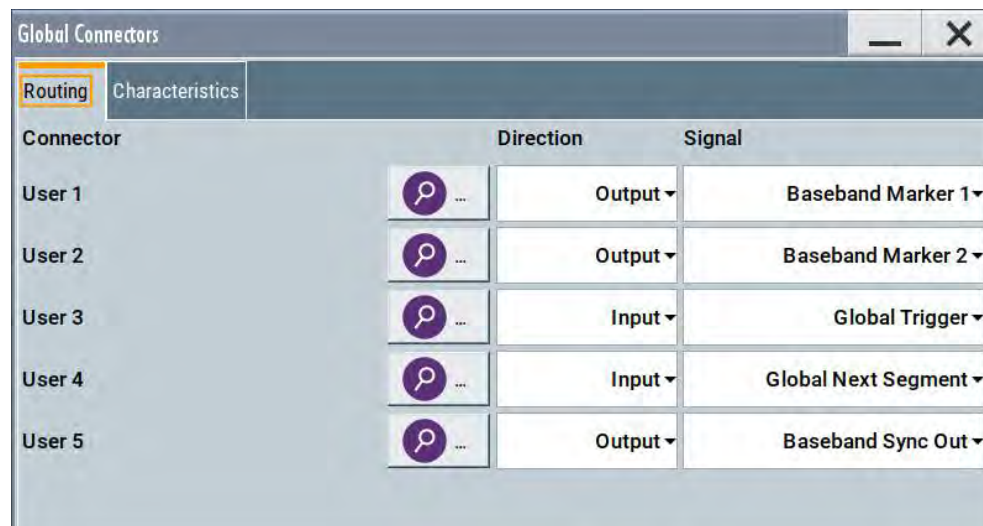 Global Connectors
Routing Characteristics
Connector Direction Signal
User 1 ... Output Baseband Marker 1
User 2 ... Output Baseband Marker 2
User 3 ... Input Global Trigger
User 4 ... Input Global Next Segment
User 5 ... Output Baseband Sync Out